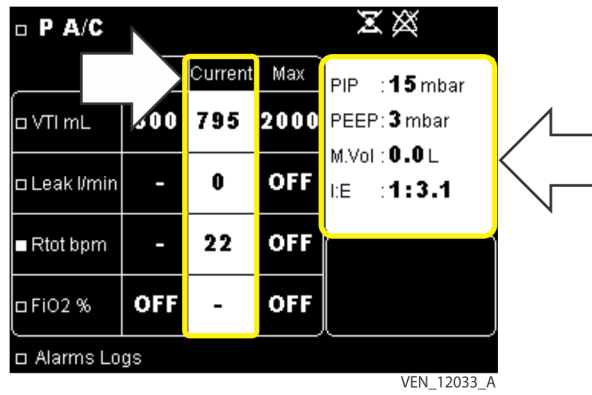 P A/C
Current Max
VTI mL 795 2000
Leak l/min - 0 OFF
Rtot bpm - 22 OFF
FiO2 % OFF - OFF
PIP : 15 mbar
PEEP: 3 mbar
M.Vol : 0.0 L
I:E : 1:3.1
Alarms Logs
VEN_12033_A